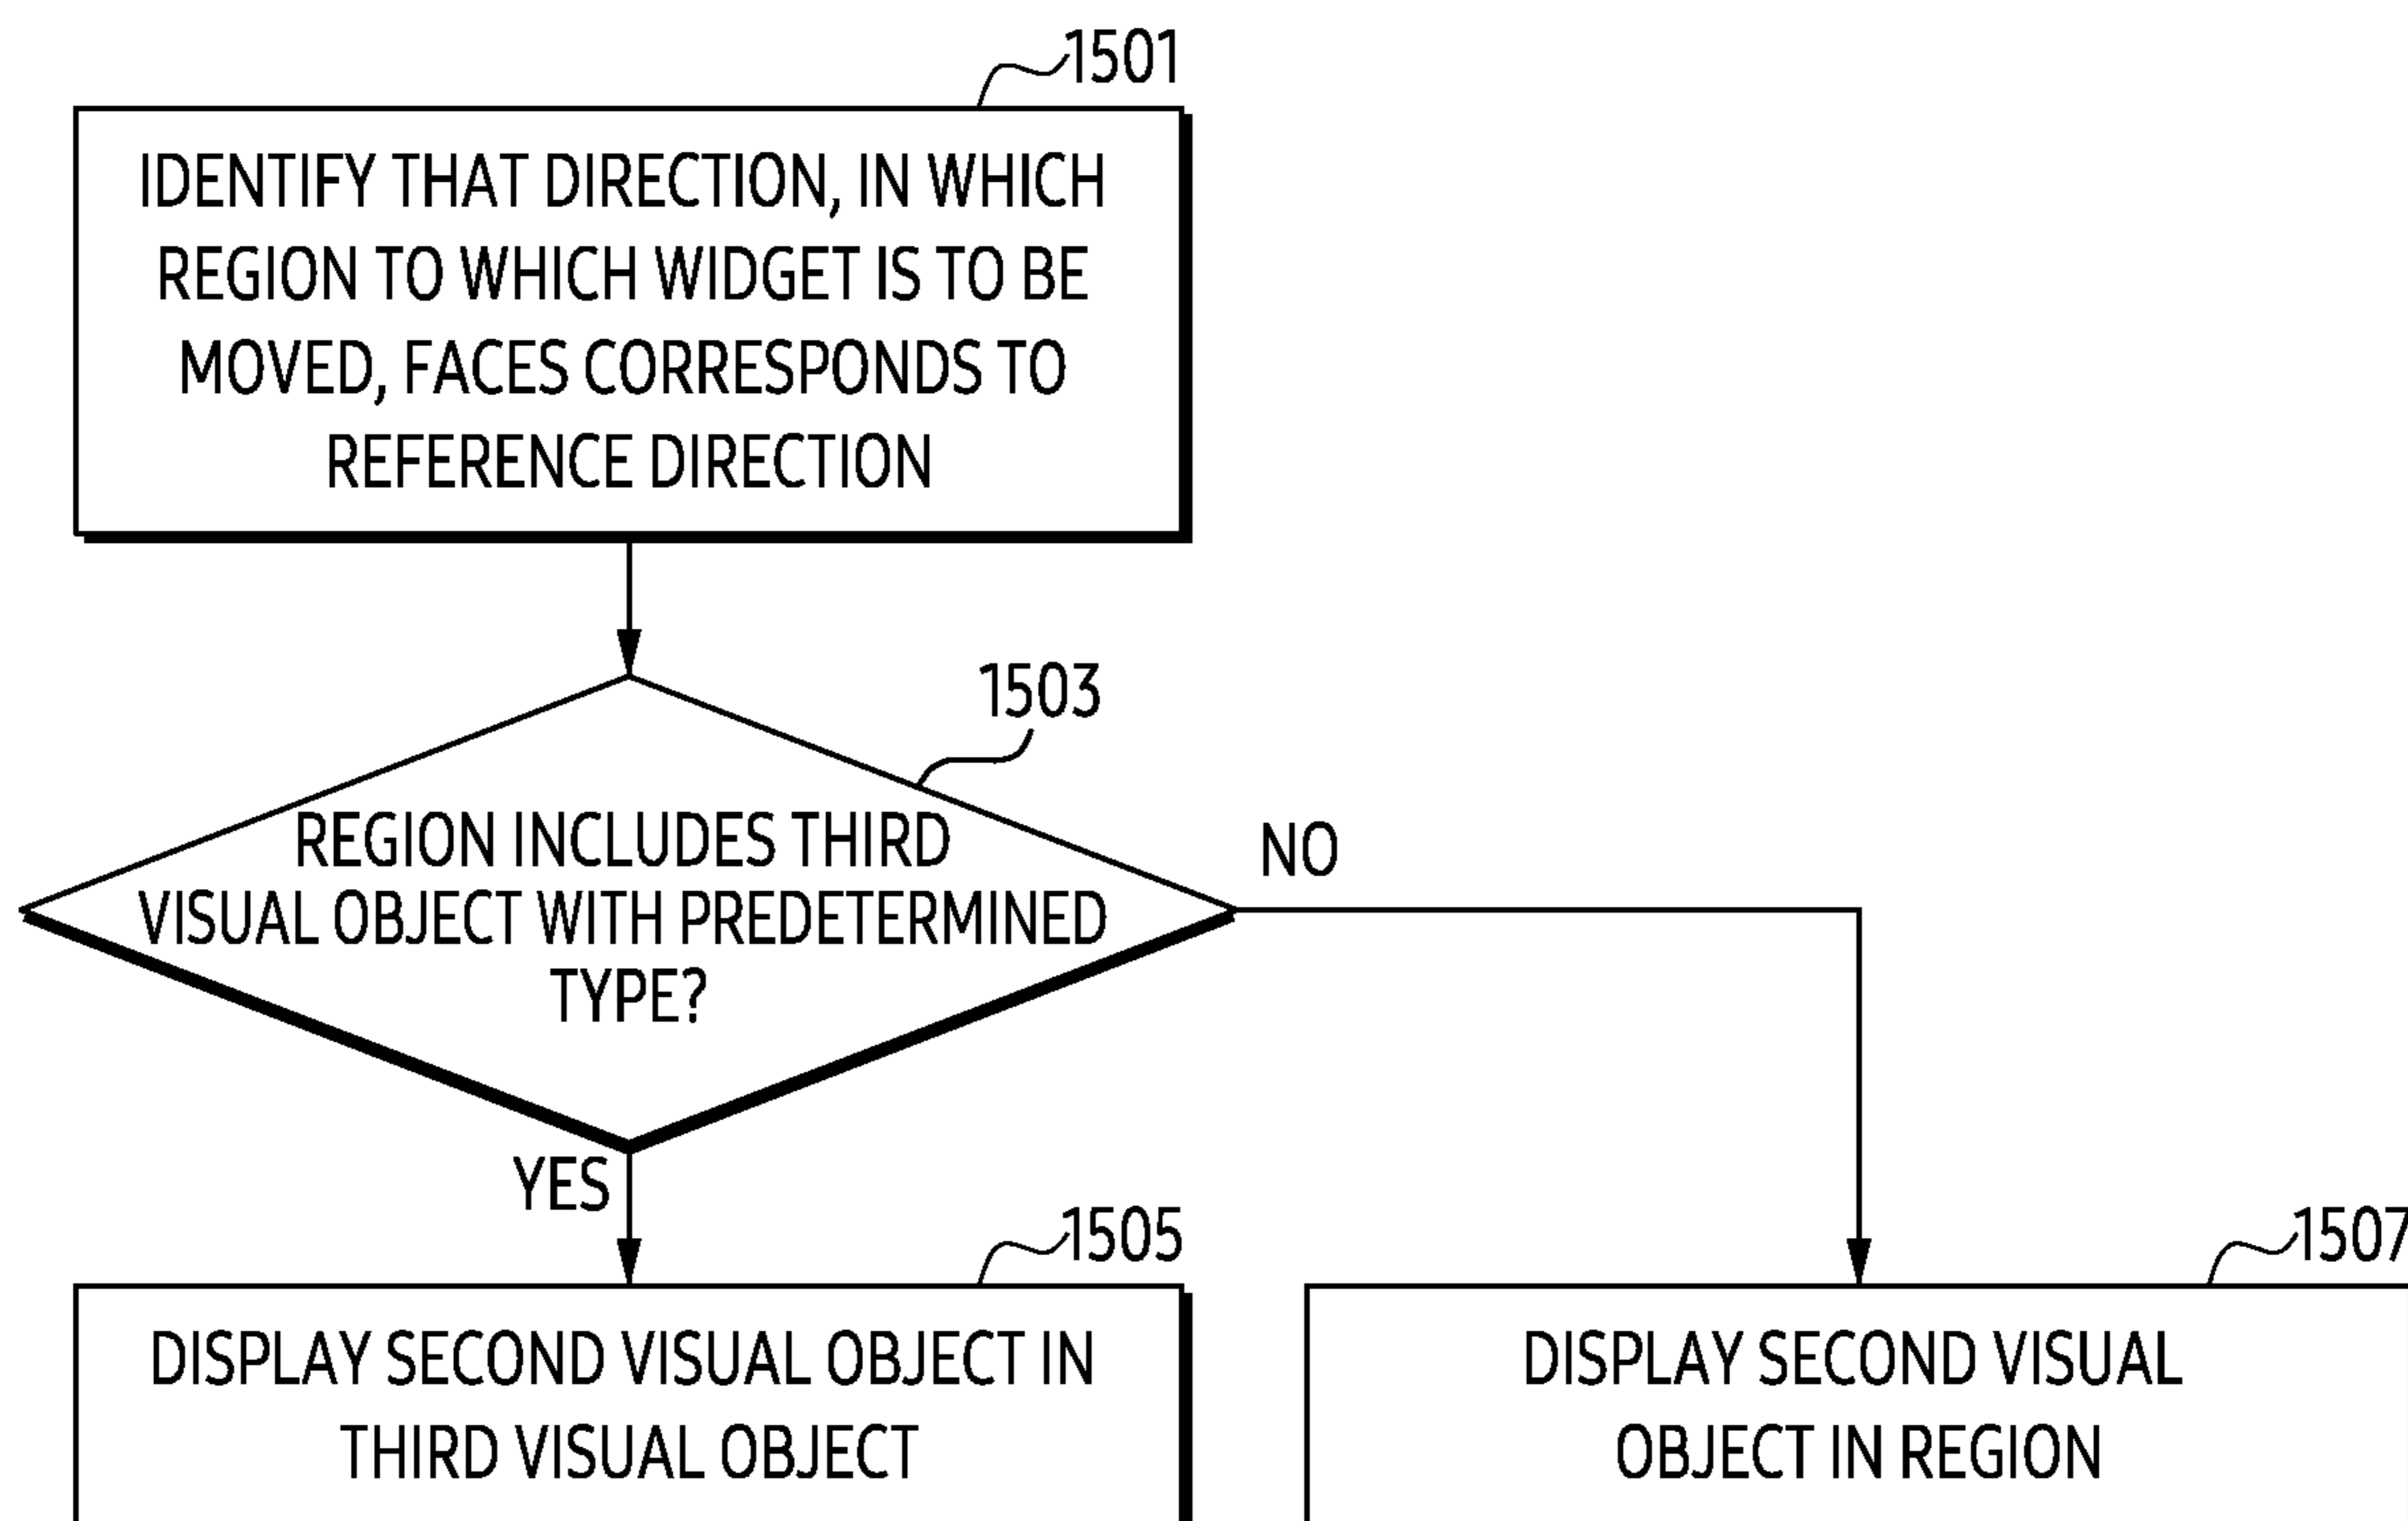 1501
IDENTIFY THAT DIRECTION, IN WHICH
REGION TO WHICH WIDGET IS TO BE
MOVED, FACES CORRESPONDS TO
REFERENCE DIRECTION
1503
REGION INCLUDES THIRD
VISUAL OBJECT WITH PREDETERMINED
TYPE?
NO
YES
1505
DISPLAY SECOND VISUAL OBJECT IN
THIRD VISUAL OBJECT
1507
DISPLAY SECOND VISUAL
OBJECT IN REGION